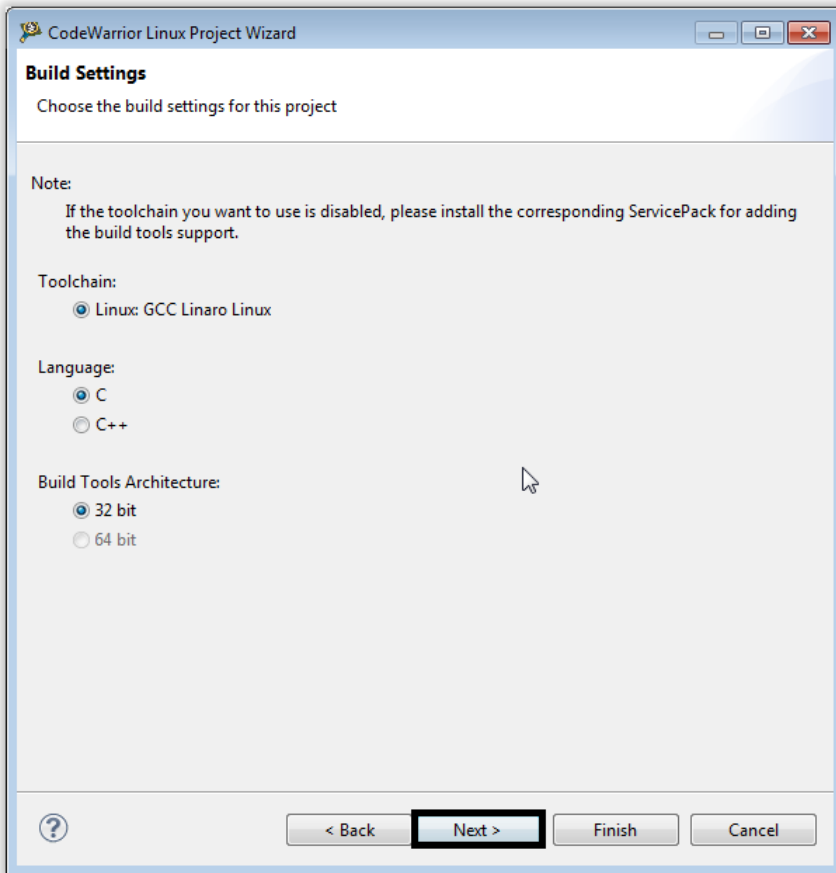 CodeWarrior Linux Project Wizard
Build Settings
Choose the build settings for this project
Note:
If the toolchain you want to use is disabled, please install the corresponding ServicePack for adding
the build tools support.
Toolchain:
Linux: GCC Linaro Linux
Language:
C
C++
Build Tools Architecture:
32 bit
64 bit
? < Back Next > Finish Cancel